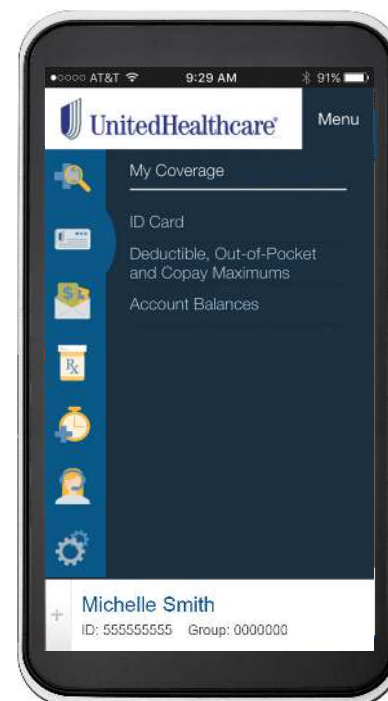 AT&T 9:29 AM 91%
UnitedHealthcare®
Menu
My Coverage
ID Card
Deductible, Out-of-Pocket
and Copay Maximums
Account Balances
$
Rx
Michelle Smith
ID: 555555555 Group: 0000000